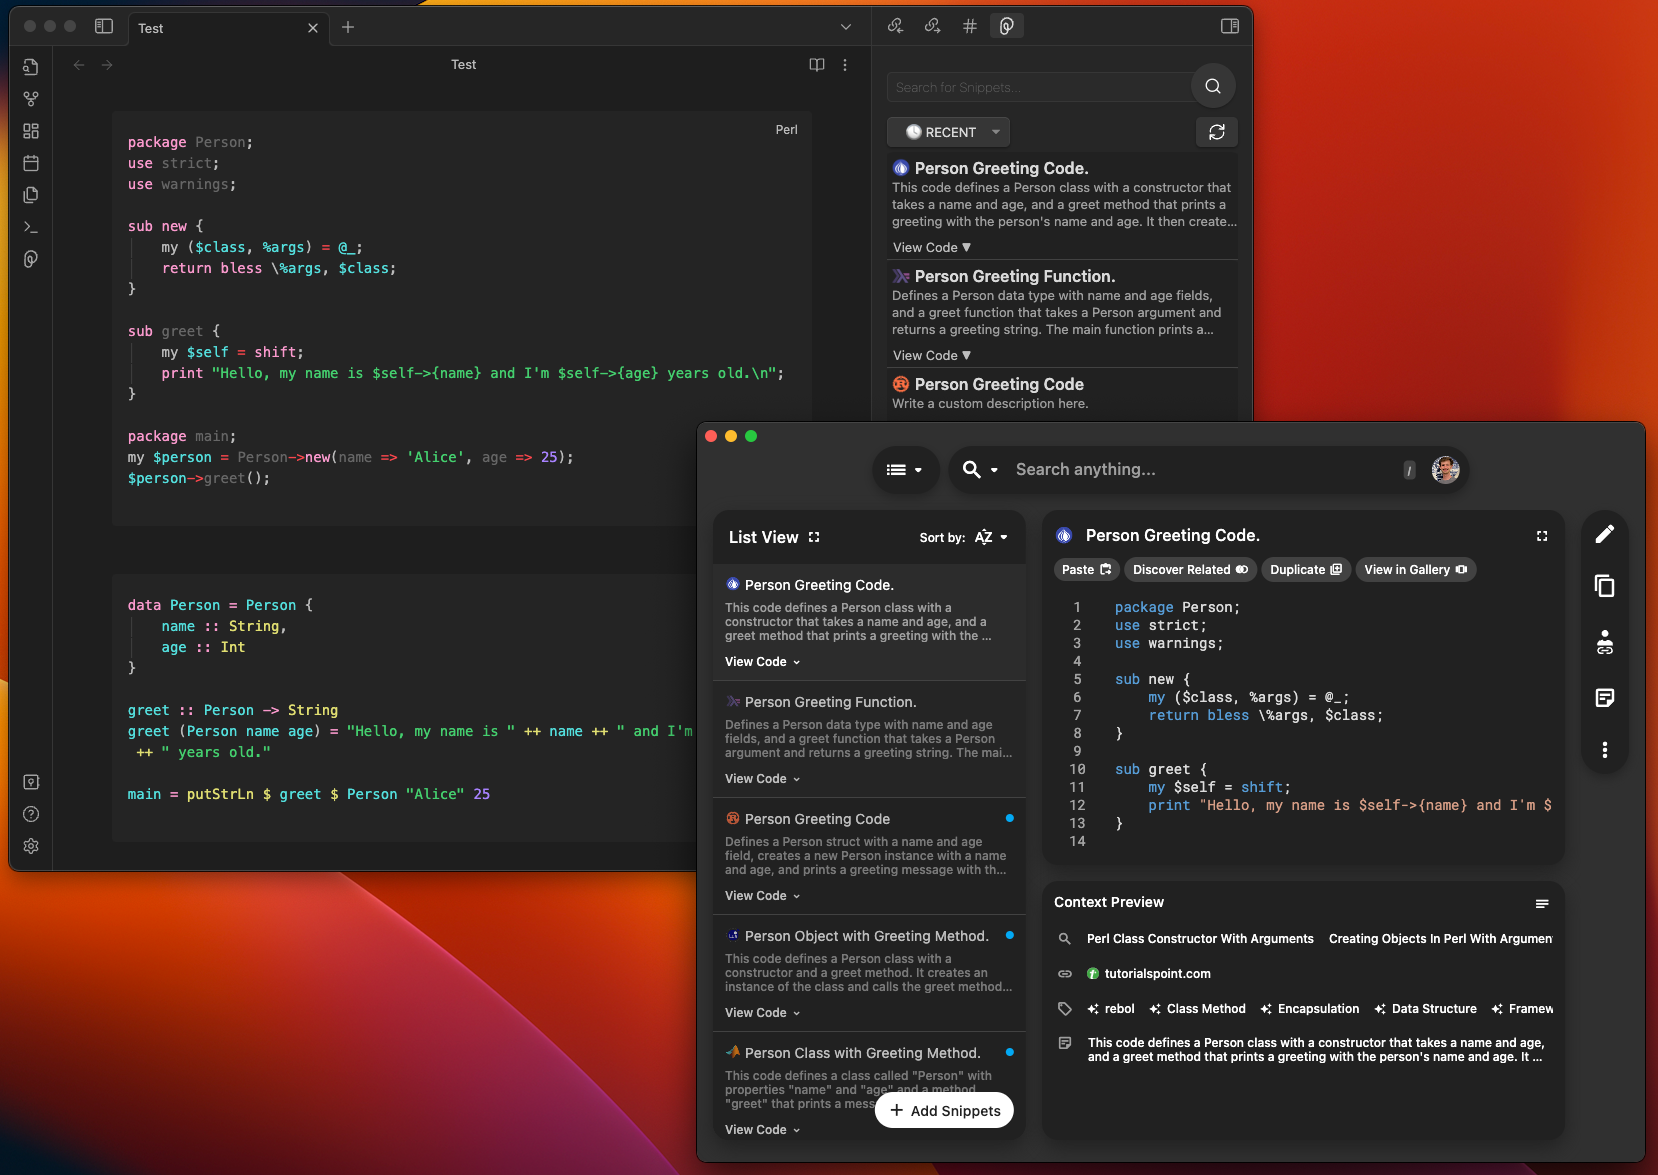 Test
Test
Perl
package Person;
use strict;
use warnings;
sub new {
my ($class, %args) = @_;
return bless \%args, $class;
}
sub greet {
my $self = shift;
print "Hello, my name is $self->{name} and I'm $self->{age} years old.\n";
}
package main;
my $person = Person->new(name => 'Alice', age => 25);
$person->greet();
data Person = Person {
name :: String,
age :: Int
}
greet :: Person -> String
greet (Person name age) = "Hello, my name is " ++ name ++ " and I'm
++ " years old."
main = putStrLn $ greet $ Person "Alice" 25
Search for Snippets...
RECENT
Person Greeting Code.
This code defines a Person class with a constructor that
takes a name and age, and a greet method that prints a
greeting with the person's name and age. It then create...
View Code ▼
Person Greeting Function.
Defines a Person data type with name and age fields,
and a greet function that takes a Person argument and
returns a greeting string. The main function prints a...
View Code ▼
Person Greeting Code
Write a custom description here.
Search anything...
/
List View
Sort by: AZ
Person Greeting Code.
This code defines a Person class with a
constructor that takes a name and age, and a
greet method that prints a greeting with the ...
View Code
Person Greeting Function.
Defines a Person data type with name and age
fields, and a greet function that takes a Person
argument and returns a greeting string. The mai...
View Code
Person Greeting Code
Defines a Person struct with a name and age
field, creates a new Person instance with a name
and age, and prints a greeting message with th...
View Code
Person Object with Greeting Method.
This code defines a Person class with a
constructor and a greet method. It creates an
instance of the class and calls the greet method...
View Code
Person Class with Greeting Method.
This code defines a class called "Person" with
properties "name" and "age" and a method
"greet" that prints a mess
View Code
+ Add Snippets
Person Greeting Code.
Paste
Discover Related
Duplicate
View in Gallery
1 package Person;
2 use strict;
3 use warnings;
4
5 sub new {
6 my ($class, %args) = @_;
7 return bless \%args, $class;
8 }
9
10 sub greet {
11 my $self = shift;
12 print "Hello, my name is $self->{name} and I'm $
13 }
14
Context Preview
Perl Class Constructor With Arguments Creating Objects In Perl With Argumen
tutorialspoint.com
rebol Class Method Encapsulation Data Structure Framew
This code defines a Person class with a constructor that takes a name and age,
and a greet method that prints a greeting with the person's name and age. It ...